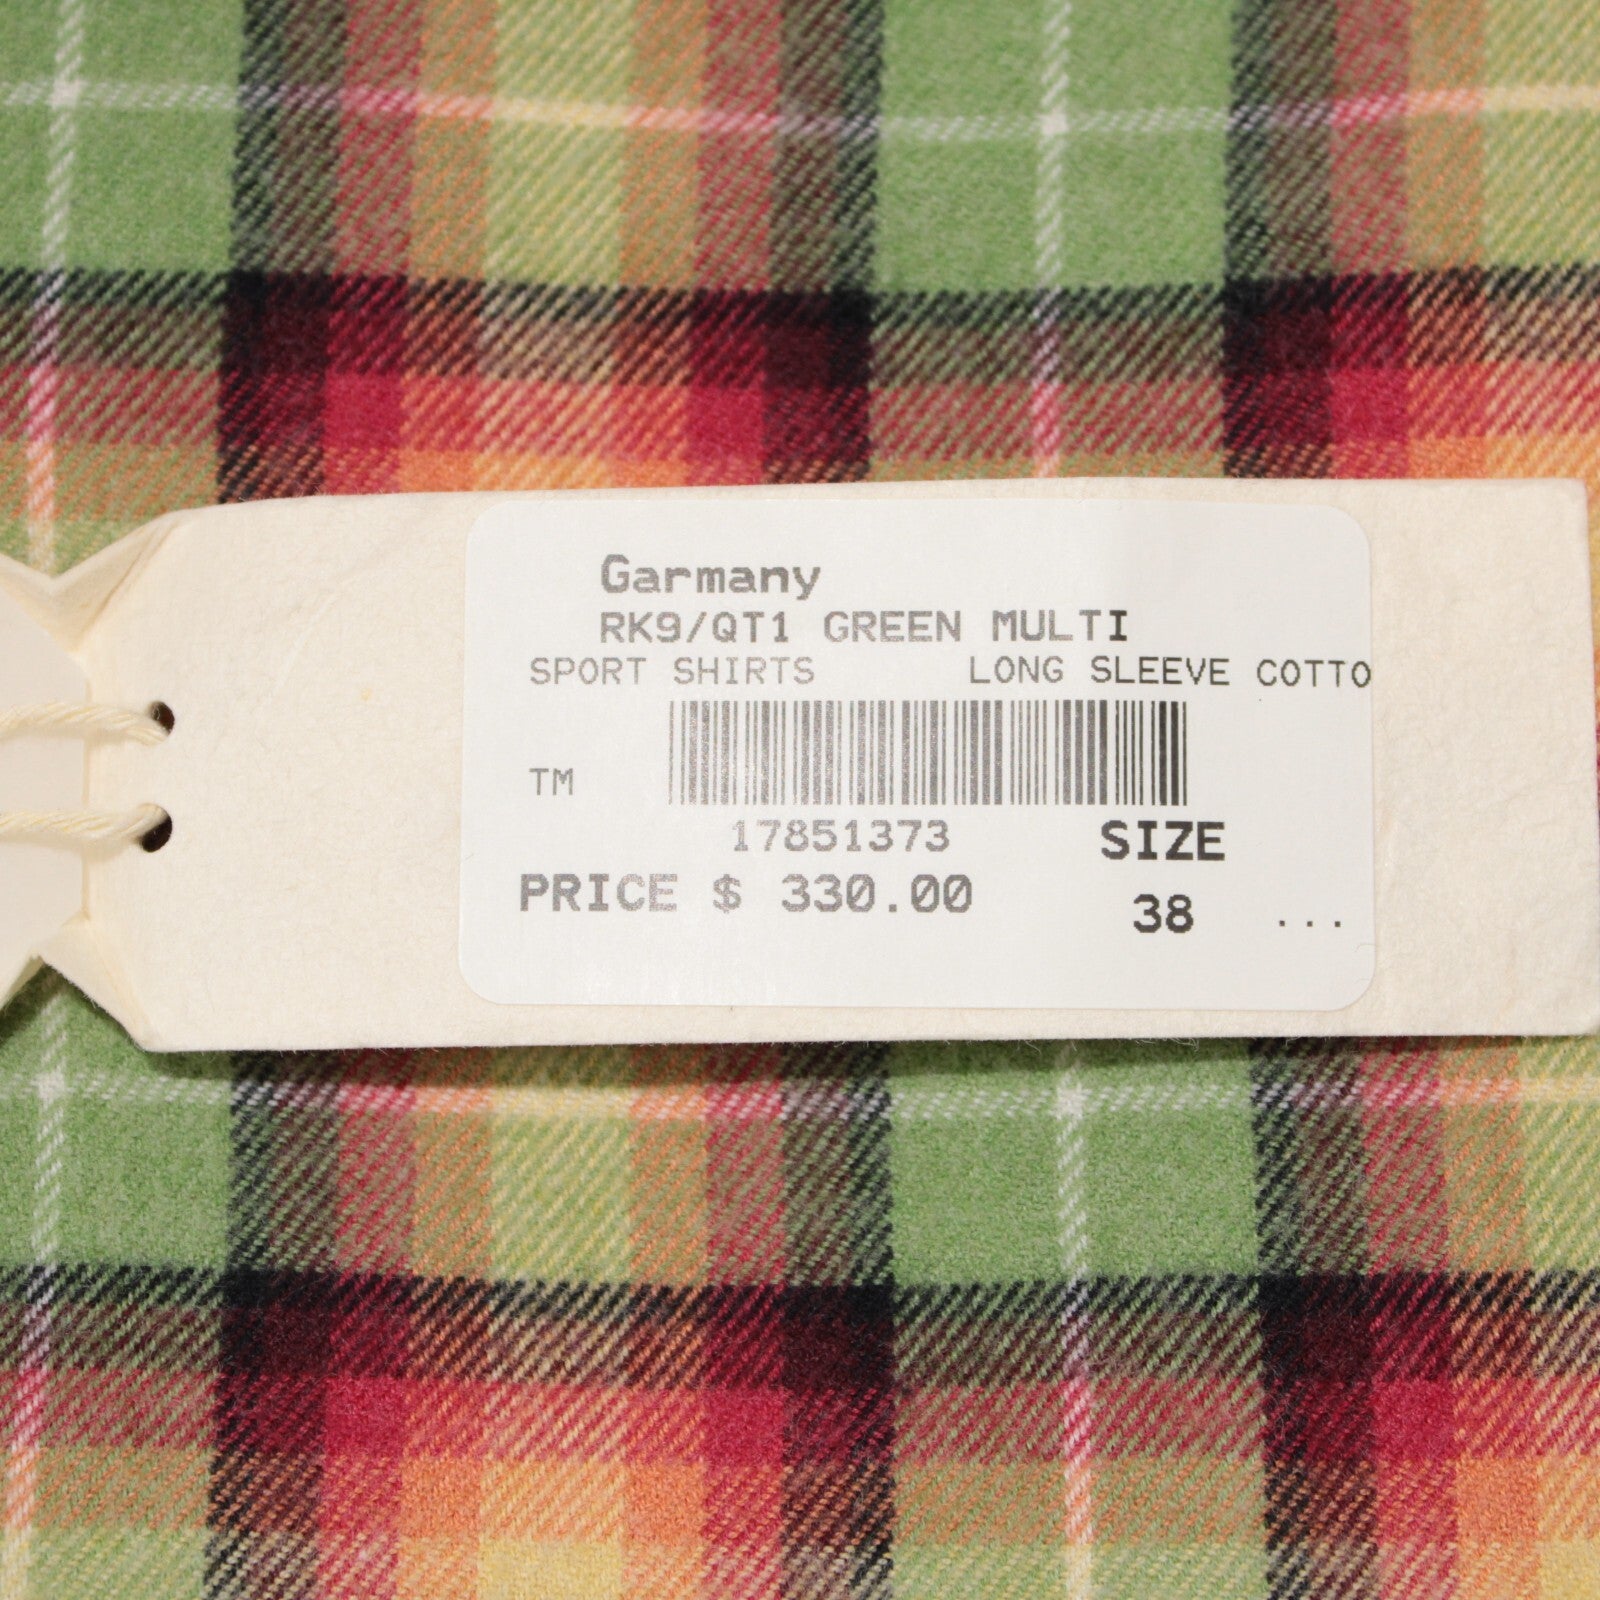 Garmany
RK9/QT1 GREEN MULTI
SPORT SHIRTS LONG SLEEVE COTTO
TM
17851373 SIZE
PRICE $ 330.00 38 ...